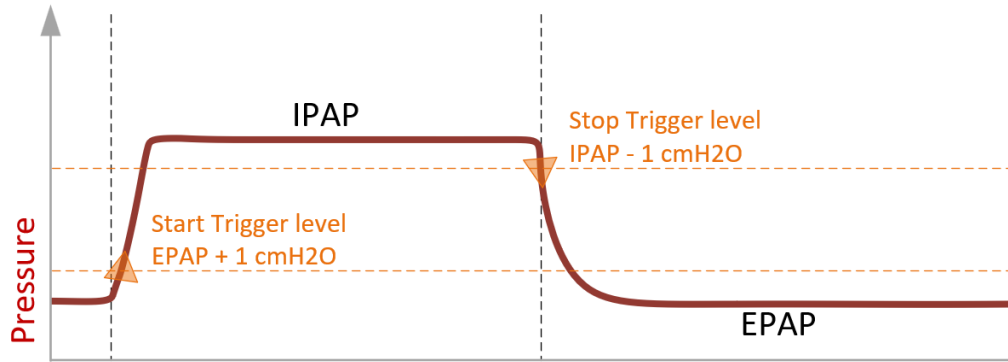 IPAP
Stop Trigger level
IPAP - 1 cmH2O
Start Trigger level
EPAP + 1 cmH2O
Pressure
EPAP